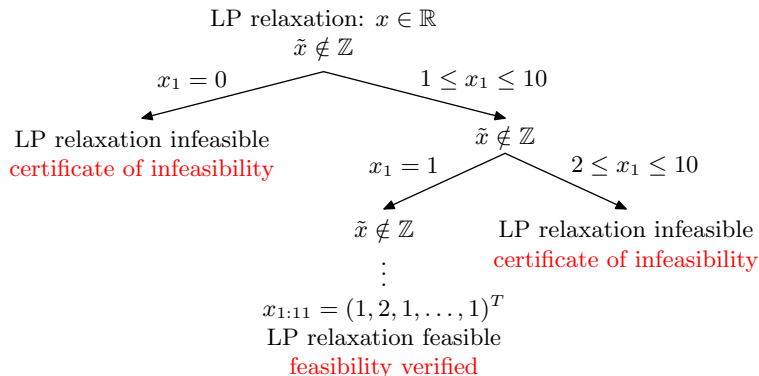 LP relaxation: x ∈ ℝ
x̃ ∉ ℤ
x₁ = 0
1 ≤ x₁ ≤ 10
LP relaxation infeasible
certificate of infeasibility
x̃ ∉ ℤ
x₁ = 1
2 ≤ x₁ ≤ 10
x̃ ∉ ℤ
⋮
LP relaxation infeasible
certificate of infeasibility
x₁:₁₁ = (1, 2, 1, . . . , 1)ᵀ
LP relaxation feasible
feasibility verified